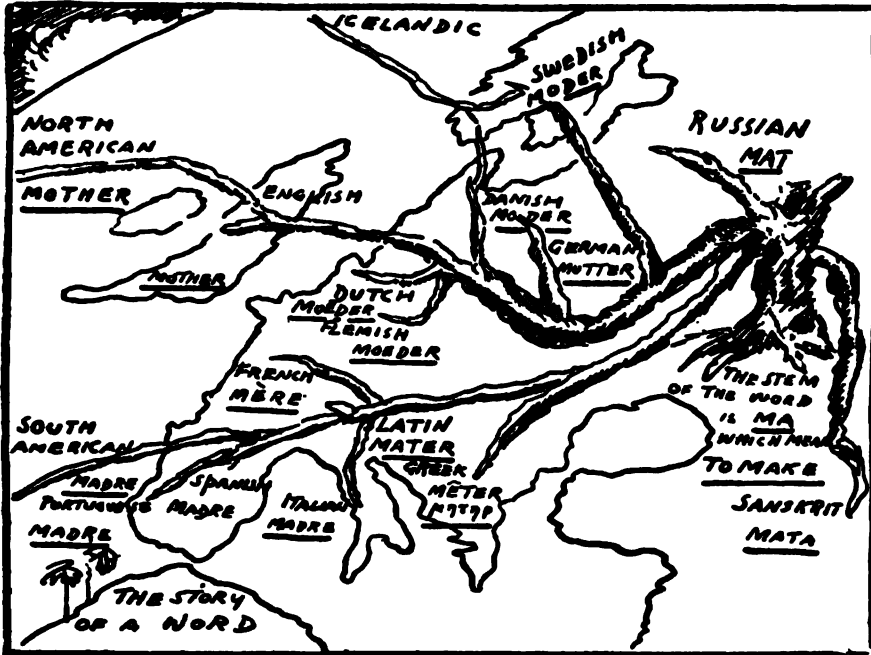 ICELANDIC
SWEDISH
MODER
RUSSIAN
MAT
NORTH
AMERICAN
MOTHER
ENGLISH
MOTHER
DANISH
MODER
GERMAN
MUTTER
DUTCH
MOEDER
FLEMISH
MOEDER
FRENCH
MÈRE
THE STEM
OF THE WORD
IS MA
WHICH MEANS
TO MAKE
SANSKRIT
MATA
SOUTH
AMERICAN
MADRE
PORTUGUESE
MADRE
SPANISH
MADRE
ITALIAN
MADRE
LATIN
MATER
GREEK
MĒTER
THE STORY
OF A WORD